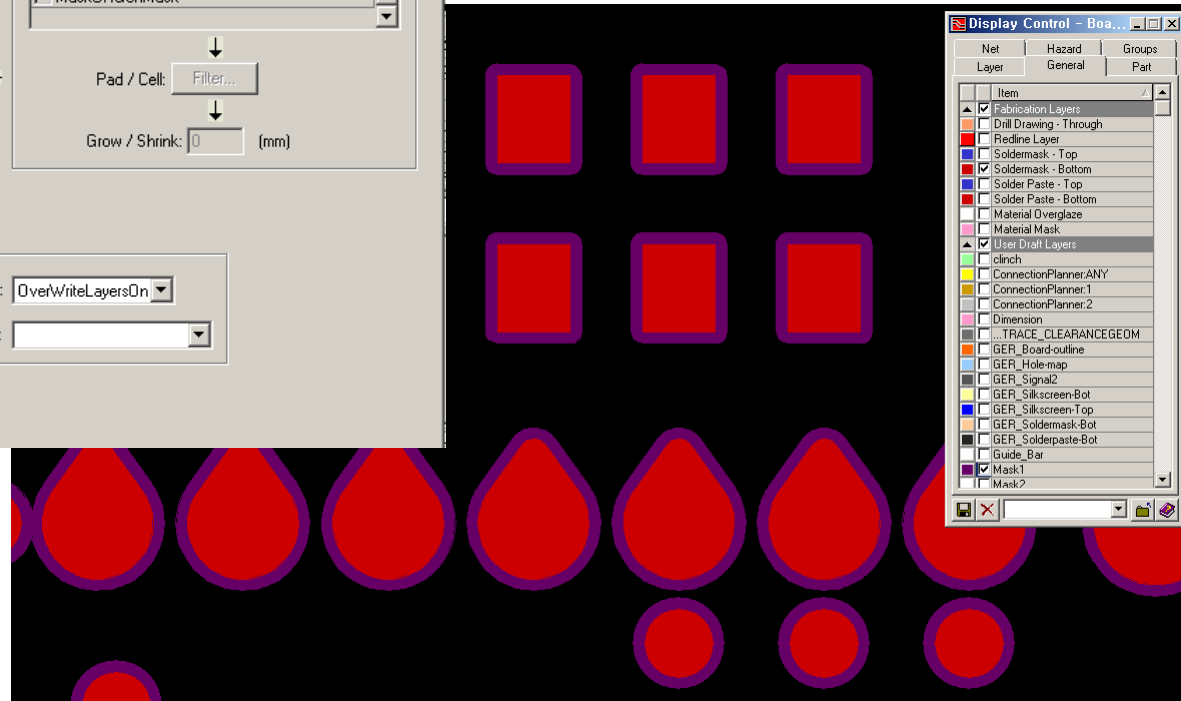 Pad / Cell: Filter...
Grow / Shrink: 0 (mm)
: OverWriteLayersOn
:
Display Control - Boa...
Net Hazard Groups
Layer General Part
Item
Fabrication Layers
Drill Drawing - Through
Redline Layer
Soldermask - Top
Soldermask - Bottom
Solder Paste - Top
Solder Paste - Bottom
Material Overglaze
Material Mask
User Draft Layers
clinch
ConnectionPlanner:ANY
ConnectionPlanner:1
ConnectionPlanner:2
Dimension
...TRACE_CLEARANCEGEOM
GER_Board-outline
GER_Hole-map
GER_Signal2
GER_Silkscreen-Bot
GER_Silkscreen-Top
GER_Soldermask-Bot
GER_Solderpaste-Bot
Guide_Bar
Mask1
Mask2